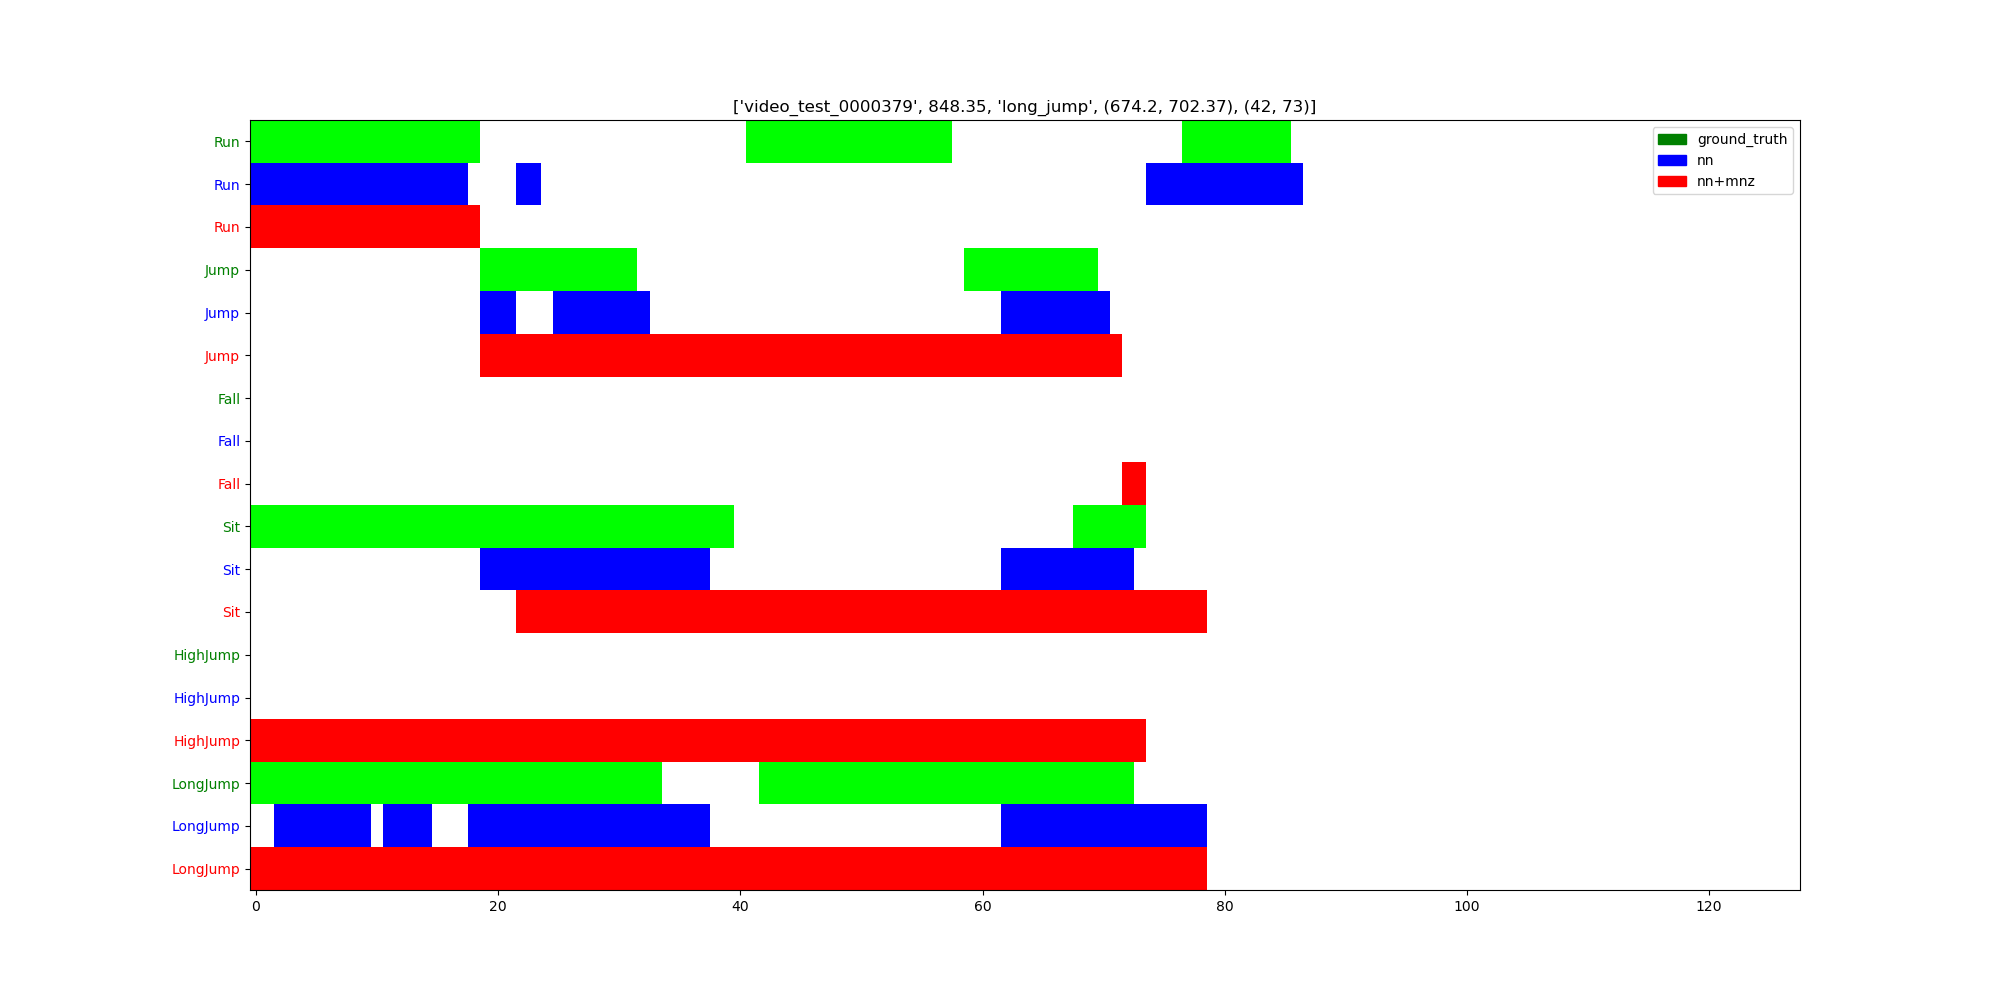 ['video_test_0000379', 848.35, 'long_jump', (674.2, 702.37), (42, 73)]
ground_truth
nn
nn+mnz
Run
Run
Run
Jump
Jump
Jump
Fall
Fall
Fall
Sit
Sit
Sit
HighJump
HighJump
HighJump
LongJump
LongJump
LongJump
0 20 40 60 80 100 120